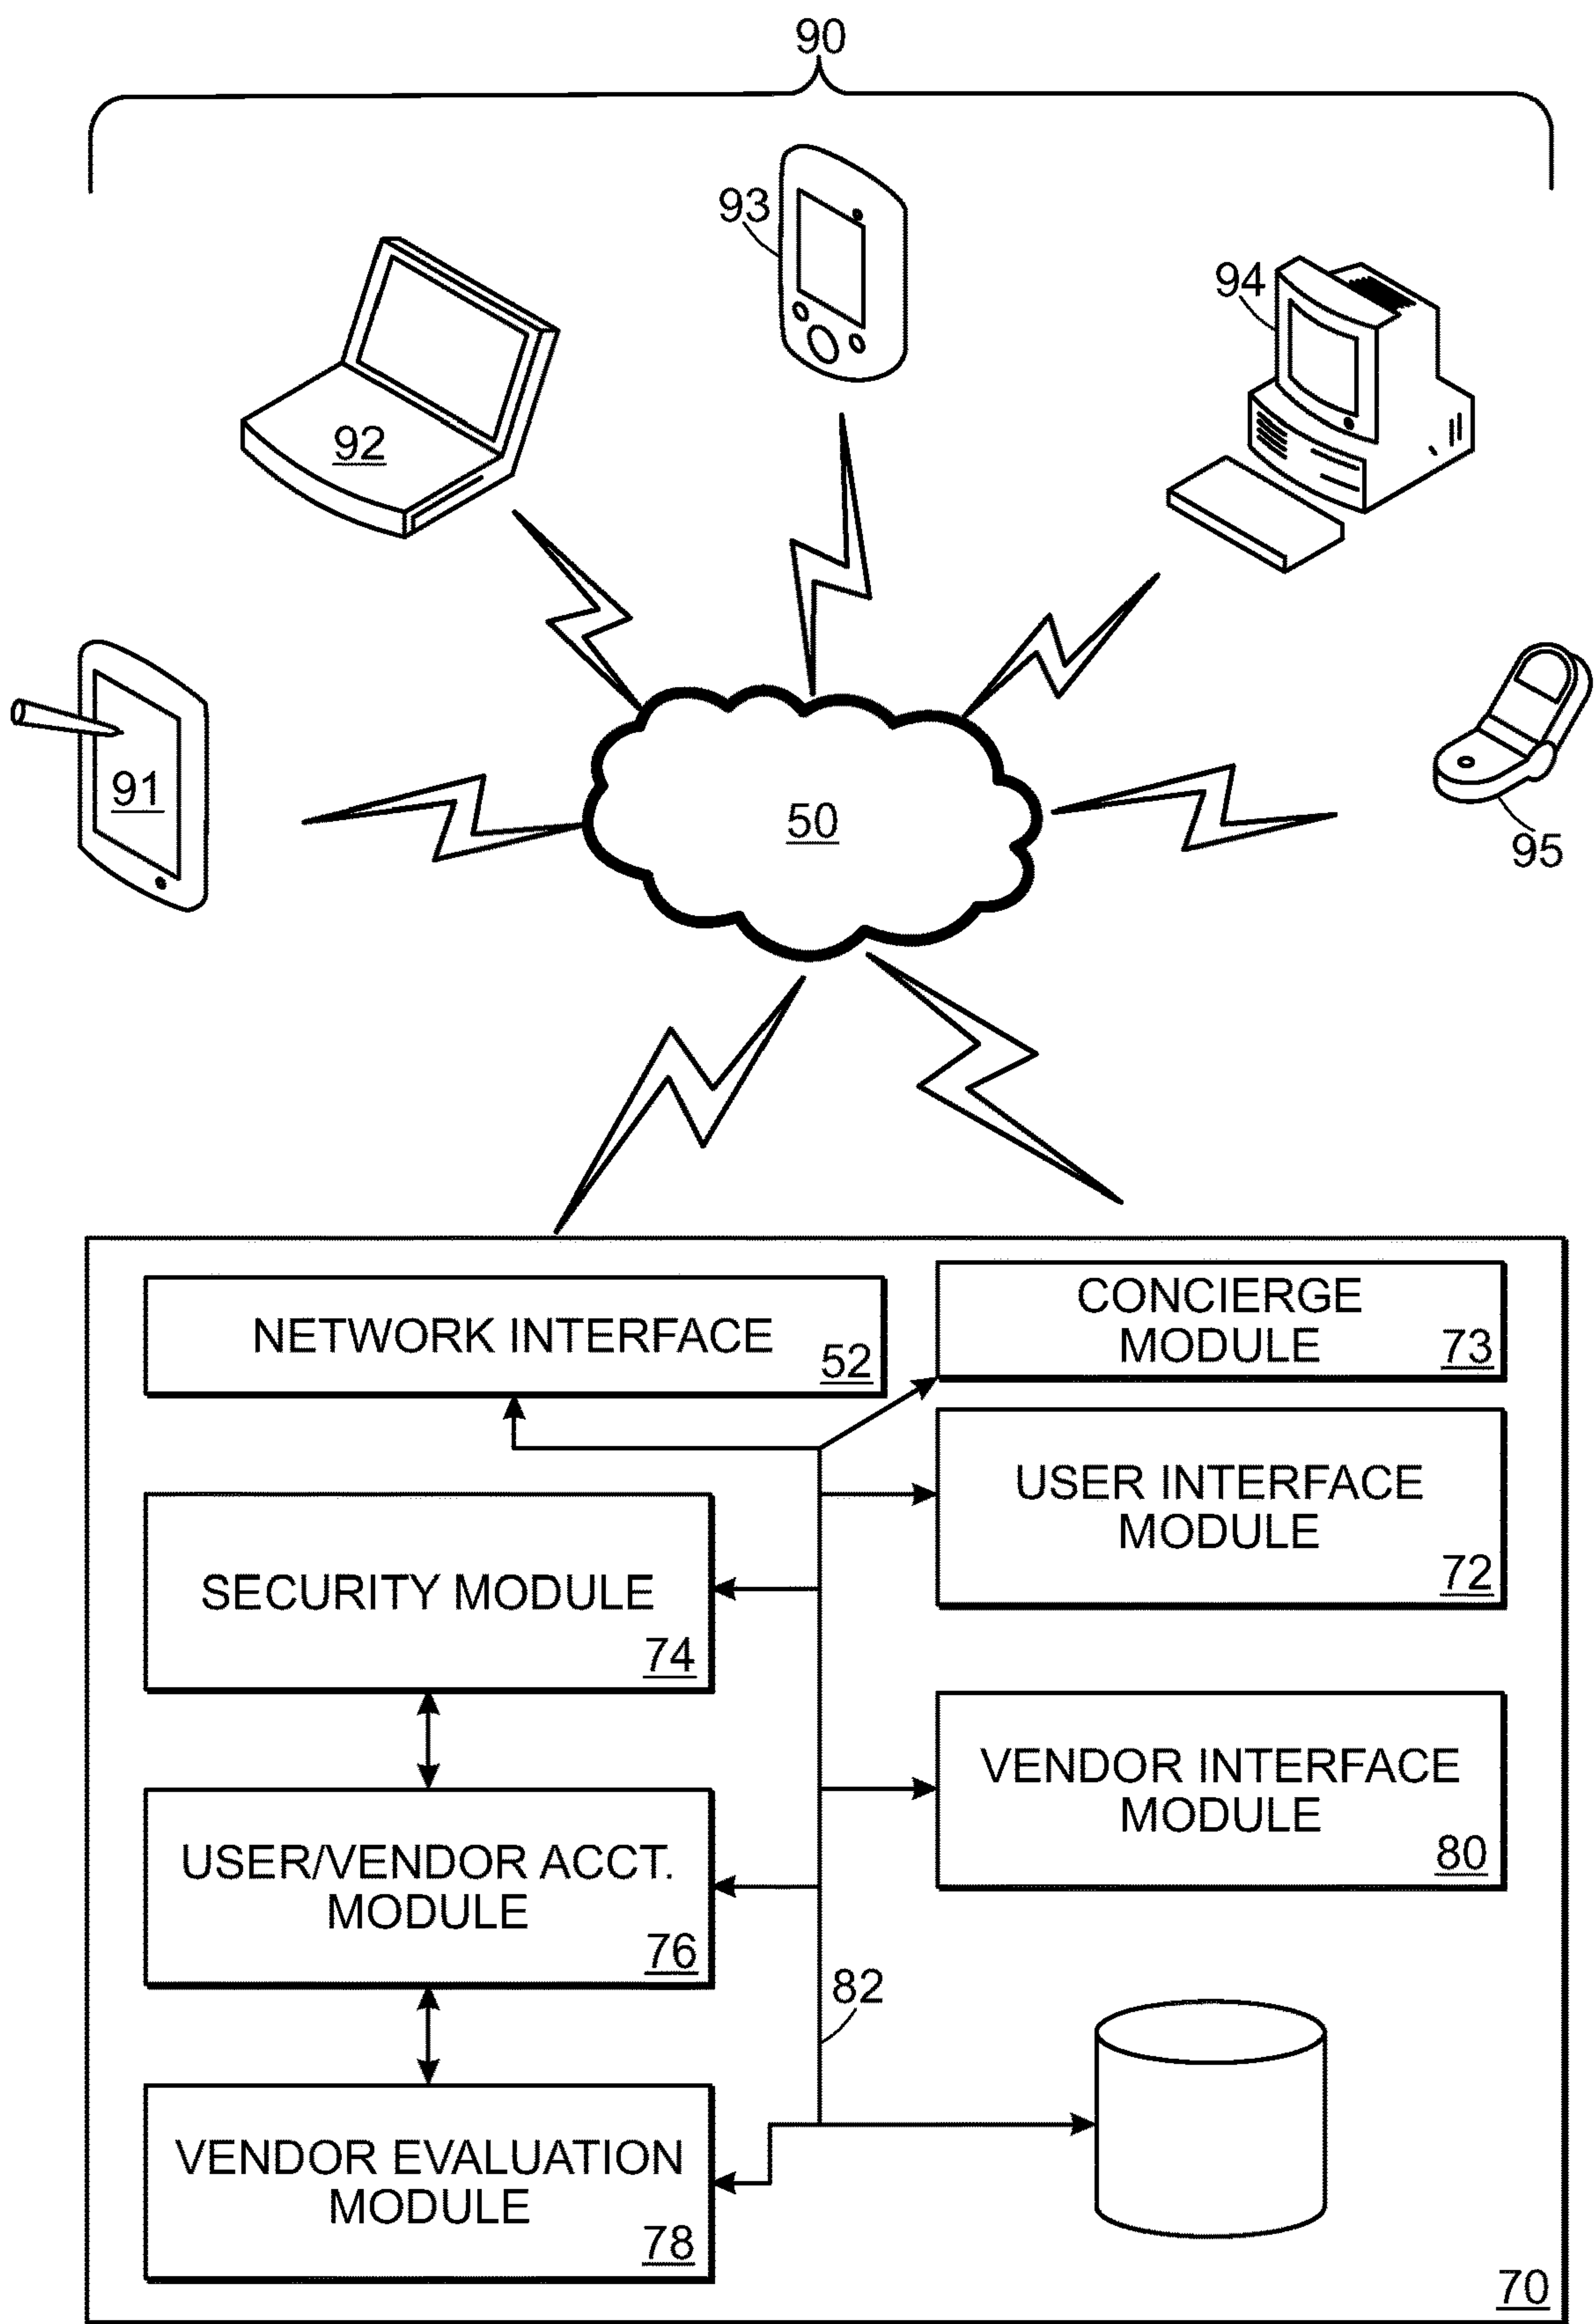 90
93
94
92
91
50
95
NETWORK INTERFACE
52
CONCIERGE
MODULE
73
USER INTERFACE
MODULE
72
SECURITY MODULE
74
VENDOR INTERFACE
MODULE
80
USER/VENDOR ACCT.
MODULE
76
82
VENDOR EVALUATION
MODULE
78
70